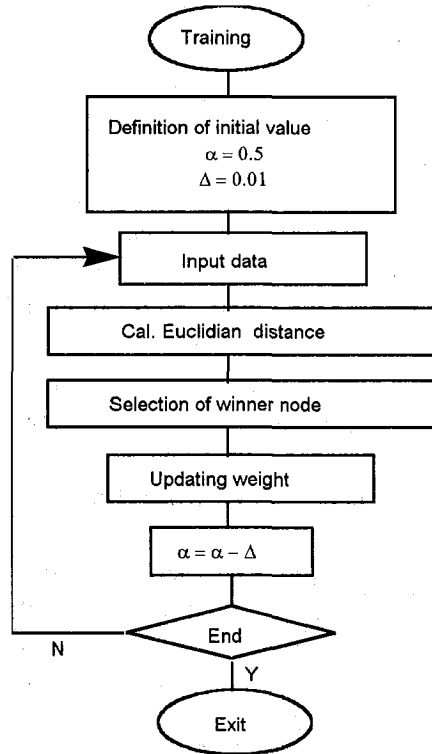 Training
Definition of initial value
α = 0.5
Δ = 0.01
Input data
Cal. Euclidian distance
Selection of winner node
Updating weight
α = α − Δ
End
N
Y
Exit